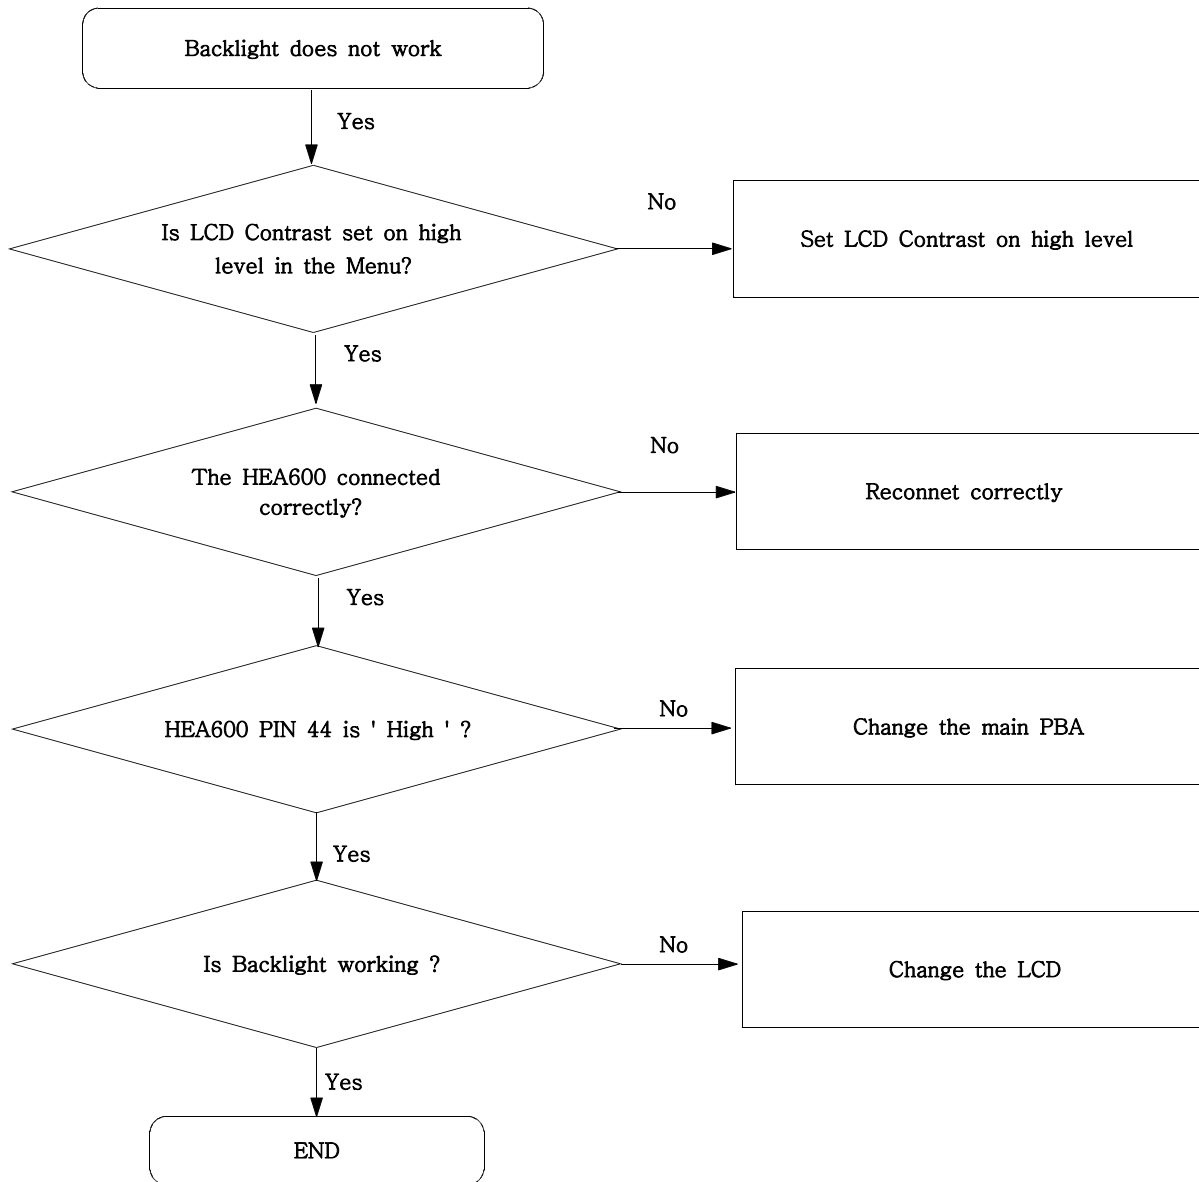 Backlight does not work
Yes
Is LCD Contrast set on high
level in the Menu?
No
Set LCD Contrast on high level
Yes
The HEA600 connected
correctly?
No
Reconnet correctly
Yes
HEA600 PIN 44 is ' High ' ?
No
Change the main PBA
Yes
Is Backlight working ?
No
Change the LCD
Yes
END